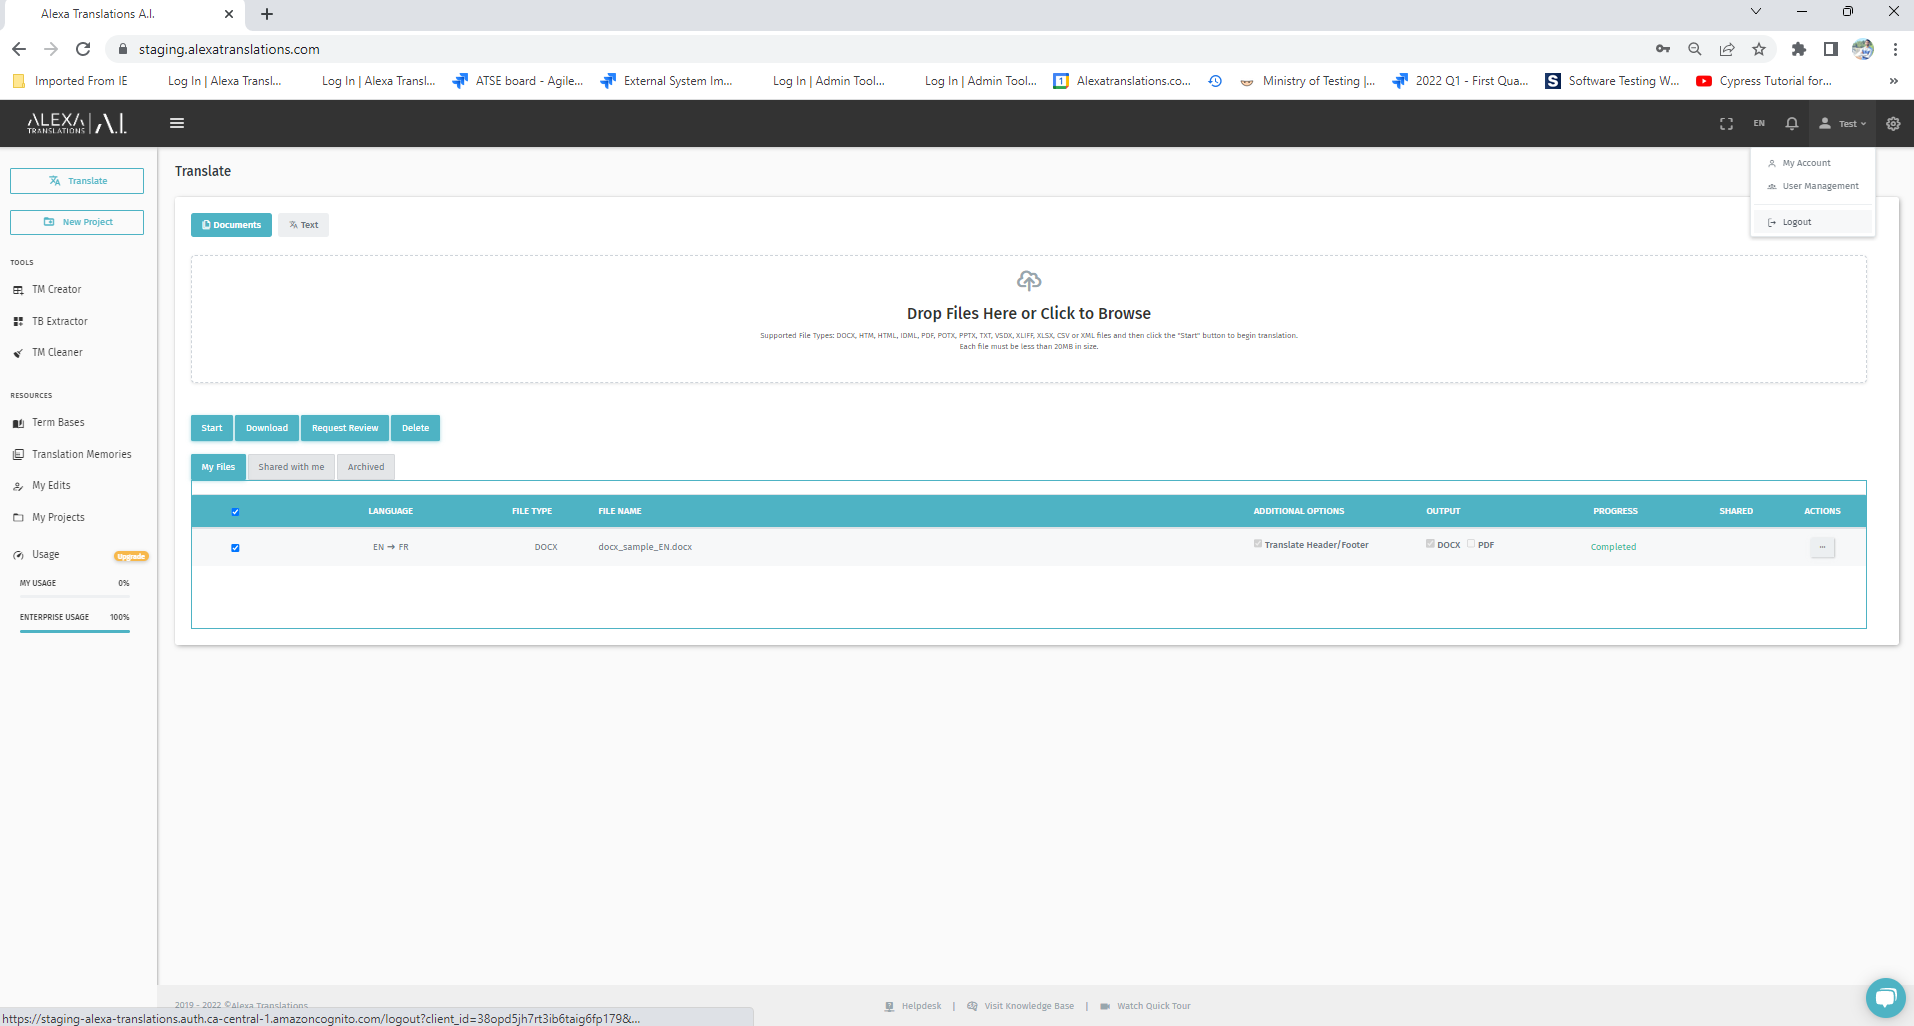 Alexa Translations A.I.
staging.alexatranslations.com
Imported From IE
Log In | Alexa Transl...
Log In | Alexa Transl...
ATSE board - Agile...
External System Im...
Log In | Admin Tool...
Log In | Admin Tool...
1 Alexatranslations.co...
Ministry of Testing |...
2022 Q1 - First Qua...
S Software Testing W...
Cypress Tutorial for...
»
ALEXA TRANSLATIONS | A.I.
EN
Test
My Account
User Management
Logout
Translate
New Project
TOOLS
TM Creator
TB Extractor
TM Cleaner
RESOURCES
Term Bases
Translation Memories
My Edits
My Projects
Usage Upgrade
MY USAGE 0%
ENTERPRISE USAGE 100%
Translate
Documents Text
Drop Files Here or Click to Browse
Supported File Types: DOCX, HTM, HTML, IDML, PDF, POTX, PPTX, TXT, VSDX, XLIFF, XLSX, CSV or XML files and then click the "Start" button to begin translation.
Each file must be less than 20MB in size.
Start Download Request Review Delete
My Files Shared with me Archived
LANGUAGE FILE TYPE FILE NAME ADDITIONAL OPTIONS OUTPUT PROGRESS SHARED ACTIONS
EN → FR DOCX docx_sample_EN.docx Translate Header/Footer DOCX PDF Completed ...
2019 - 2022 ©Alexa Translations
Helpdesk | Visit Knowledge Base | Watch Quick Tour
https://staging-alexa-translations.auth.ca-central-1.amazoncognito.com/logout?client_id=38opd5jh7rt3ib6taig6fp179&...